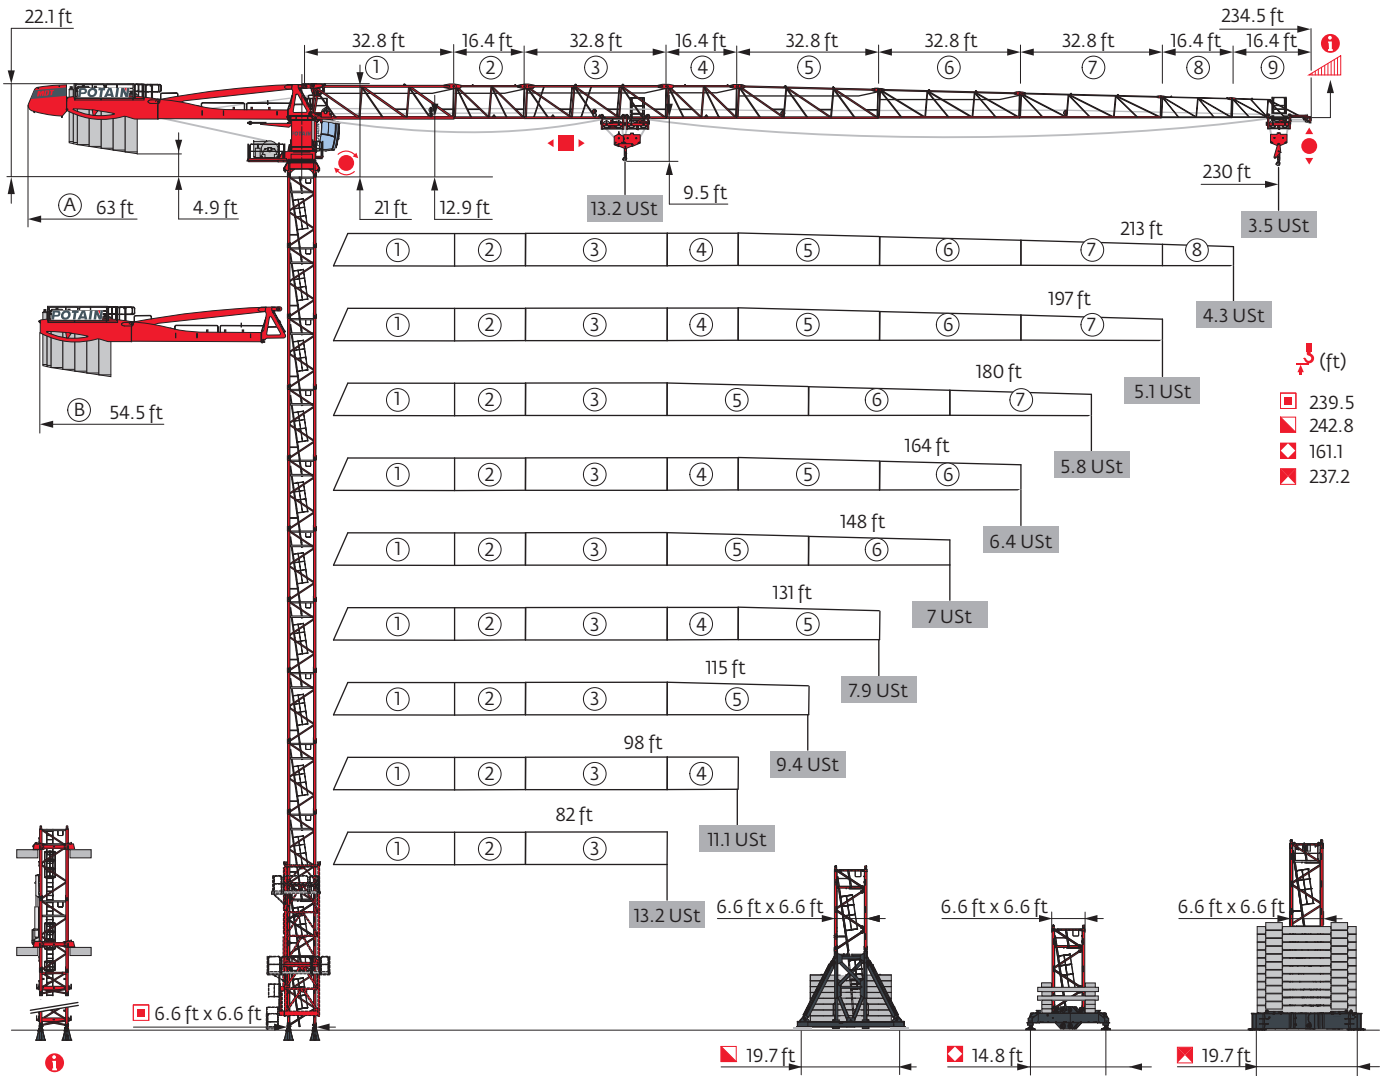 22.1 ft
234.5 ft
32.8 ft 16.4 ft 32.8 ft 16.4 ft 32.8 ft 32.8 ft 32.8 ft 16.4 ft 16.4 ft
1 2 3 4 5 6 7 8 9
i
POTAIN
A 63 ft
4.9 ft
21 ft
12.9 ft
13.2 USt
9.5 ft
230 ft
3.5 USt
213 ft
1 2 3 4 5 6 7 8
4.3 USt
POTAIN
B 54.5 ft
197 ft
1 2 3 4 5 6 7
5.1 USt
(ft)
239.5
242.8
161.1
237.2
180 ft
1 2 3 5 6 7
5.8 USt
164 ft
1 2 3 4 5 6
6.4 USt
148 ft
1 2 3 5 6
7 USt
131 ft
1 2 3 4 5
7.9 USt
115 ft
1 2 3 5
9.4 USt
98 ft
1 2 3 4
11.1 USt
82 ft
1 2 3
13.2 USt
6.6 ft x 6.6 ft
6.6 ft x 6.6 ft
6.6 ft x 6.6 ft
6.6 ft x 6.6 ft
i
19.7 ft
14.8 ft
19.7 ft